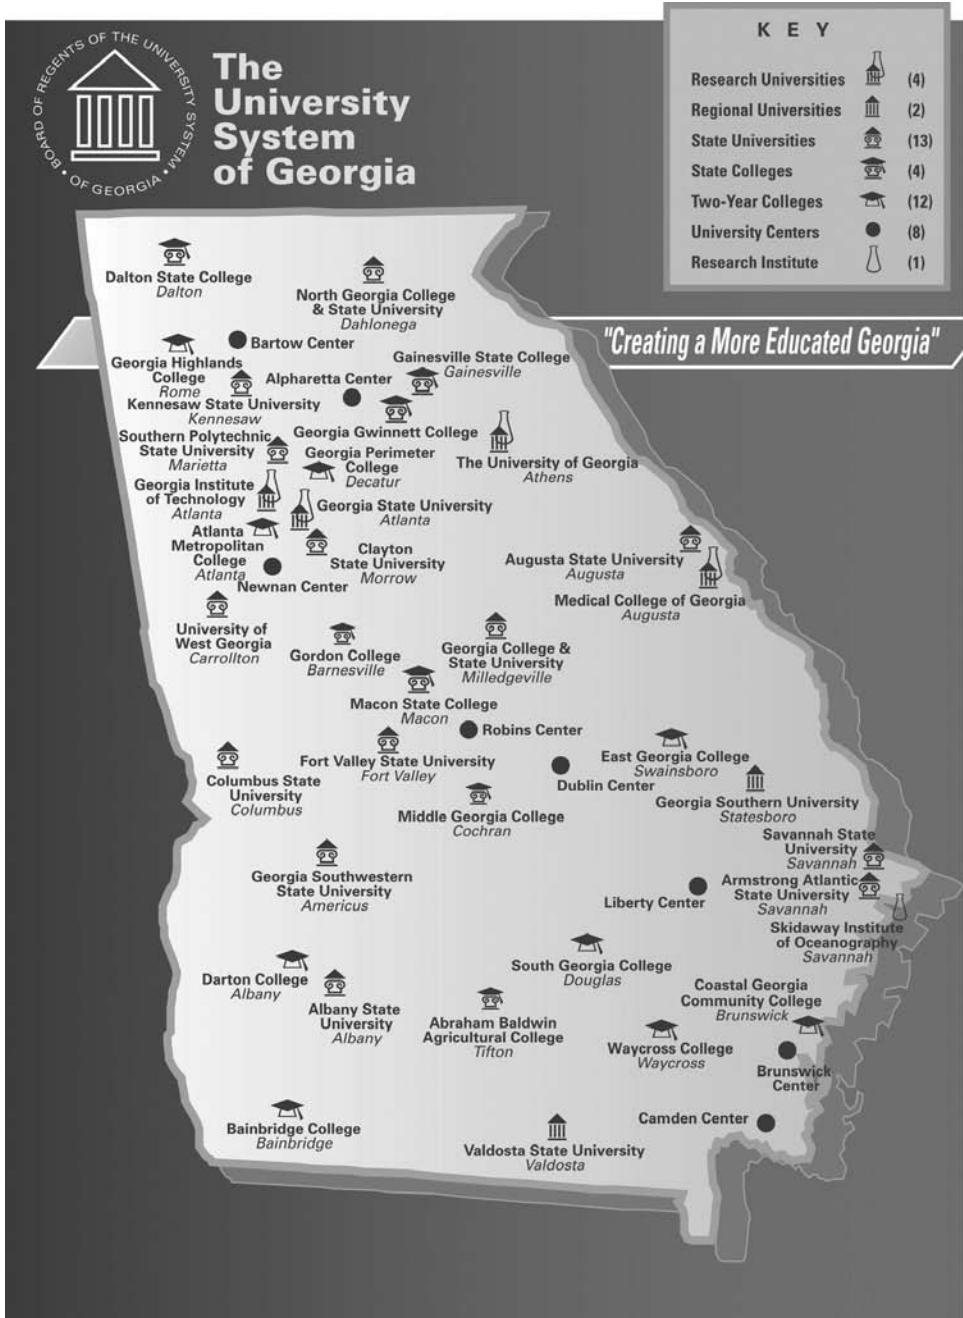 BOARD OF REGENTS OF THE UNIVERSITY SYSTEM
• OF GEORGIA •
The
University
System
of Georgia
KEY
Research Universities (4)
Regional Universities (2)
State Universities (13)
State Colleges (4)
Two-Year Colleges (12)
University Centers (8)
Research Institute (1)
"Creating a More Educated Georgia"
Dalton State College
Dalton
North Georgia College
& State University
Dahlonega
Bartow Center
Georgia Highlands
College
Rome
Alpharetta Center
Gainesville State College
Gainesville
Kennesaw State University
Kennesaw
Georgia Gwinnett College
Southern Polytechnic
State University
Marietta
Georgia Perimeter
College
Decatur
The University of Georgia
Athens
Georgia Institute
of Technology
Atlanta
Georgia State University
Atlanta
Atlanta
Metropolitan
College
Atlanta
Clayton
State University
Morrow
Newnan Center
Augusta State University
Augusta
Medical College of Georgia
Augusta
University of
West Georgia
Carrollton
Gordon College
Barnesville
Georgia College &
State University
Milledgeville
Macon State College
Macon
Robins Center
Fort Valley State University
Fort Valley
East Georgia College
Swainsboro
Dublin Center
Columbus State
University
Columbus
Middle Georgia College
Cochran
Georgia Southern University
Statesboro
Savannah State
University
Savannah
Georgia Southwestern
State University
Americus
Liberty Center
Armstrong Atlantic
State University
Savannah
Skidaway Institute
of Oceanography
Savannah
Darton College
Albany
Albany State
University
Albany
South Georgia College
Douglas
Abraham Baldwin
Agricultural College
Tifton
Coastal Georgia
Community College
Brunswick
Waycross College
Waycross
Brunswick
Center
Bainbridge College
Bainbridge
Valdosta State University
Valdosta
Camden Center